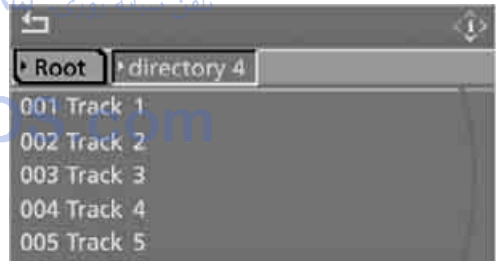 Root directory 4
001 Track 1
002 Track 2
003 Track 3
004 Track 4
005 Track 5